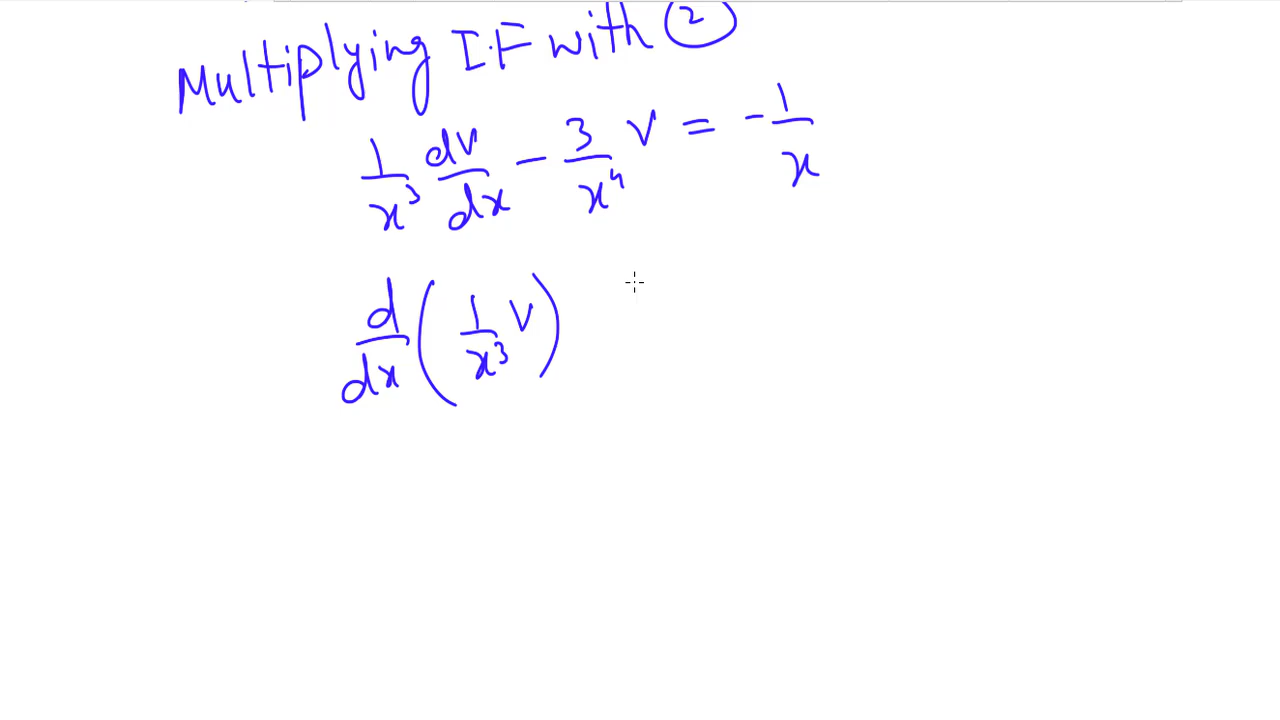 Multiplying I.F with ②
1/x³ dv/dx - 3/x⁴ v = - 1/x
d/dx ( 1/x³ v )